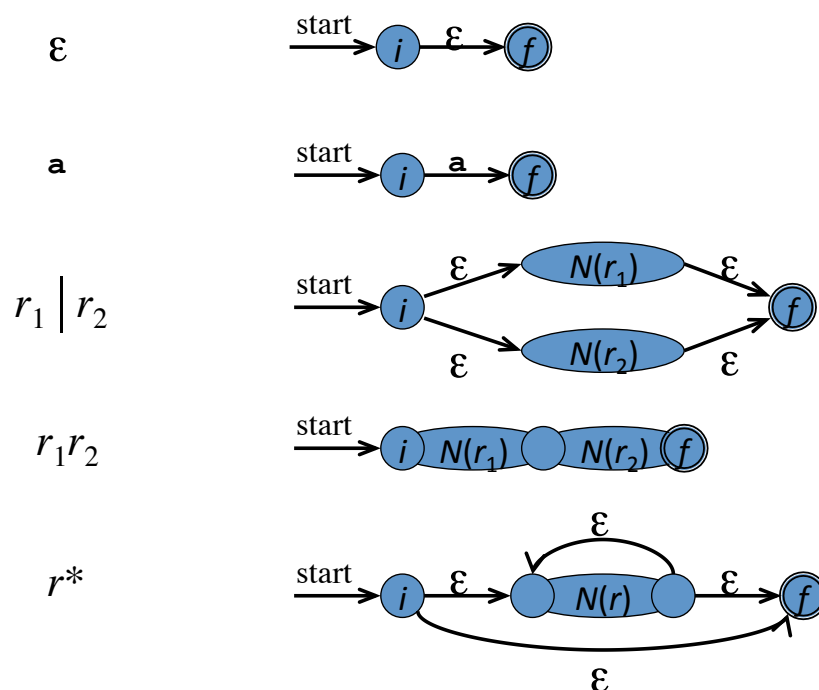 ε start i ε f
a start i a f
r₁ | r₂ start i ε N(r₁) ε f
ε N(r₂) ε
r₁r₂ start i N(r₁) N(r₂) f
ε
r* start i ε N(r) ε f
ε